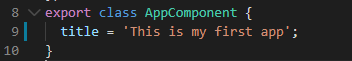 8 export class AppComponent {
9 title = 'This is my first app';
10 }